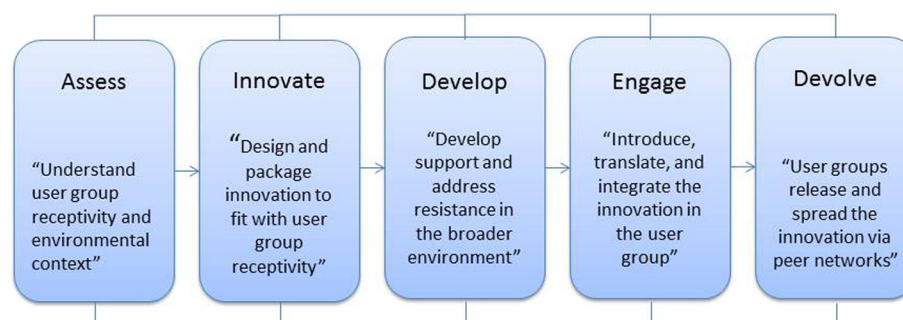 Assess
“Understand
user group
receptivity and
environmental
context”
Innovate
“Design and
package
innovation to
fit with user
group
receptivity”
Develop
“Develop
support and
address
resistance in
the broader
environment”
Engage
“Introduce,
translate, and
integrate the
innovation in
the user
group”
Devolve
“User groups
release and
spread the
innovation via
peer networks”